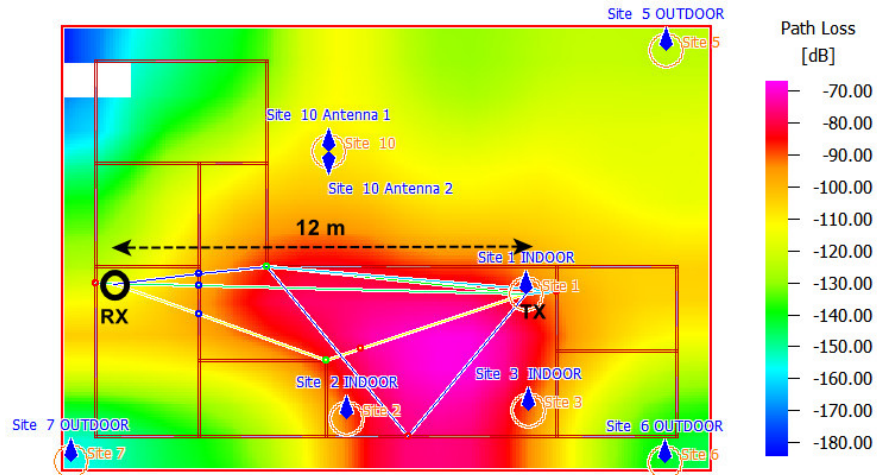 Site 5 OUTDOOR
Site 5
Path Loss
[dB]
-70.00
-80.00
-90.00
-100.00
-110.00
-120.00
-130.00
-140.00
-150.00
-160.00
-170.00
-180.00
Site 10 Antenna 1
Site 10
Site 10 Antenna 2
12 m
Site 1 INDOOR
Site 1
RX
TX
Site 2 INDOOR
Site 2
Site 3 INDOOR
Site 3
Site 7 OUTDOOR
Site 7
Site 6 OUTDOOR
Site 6